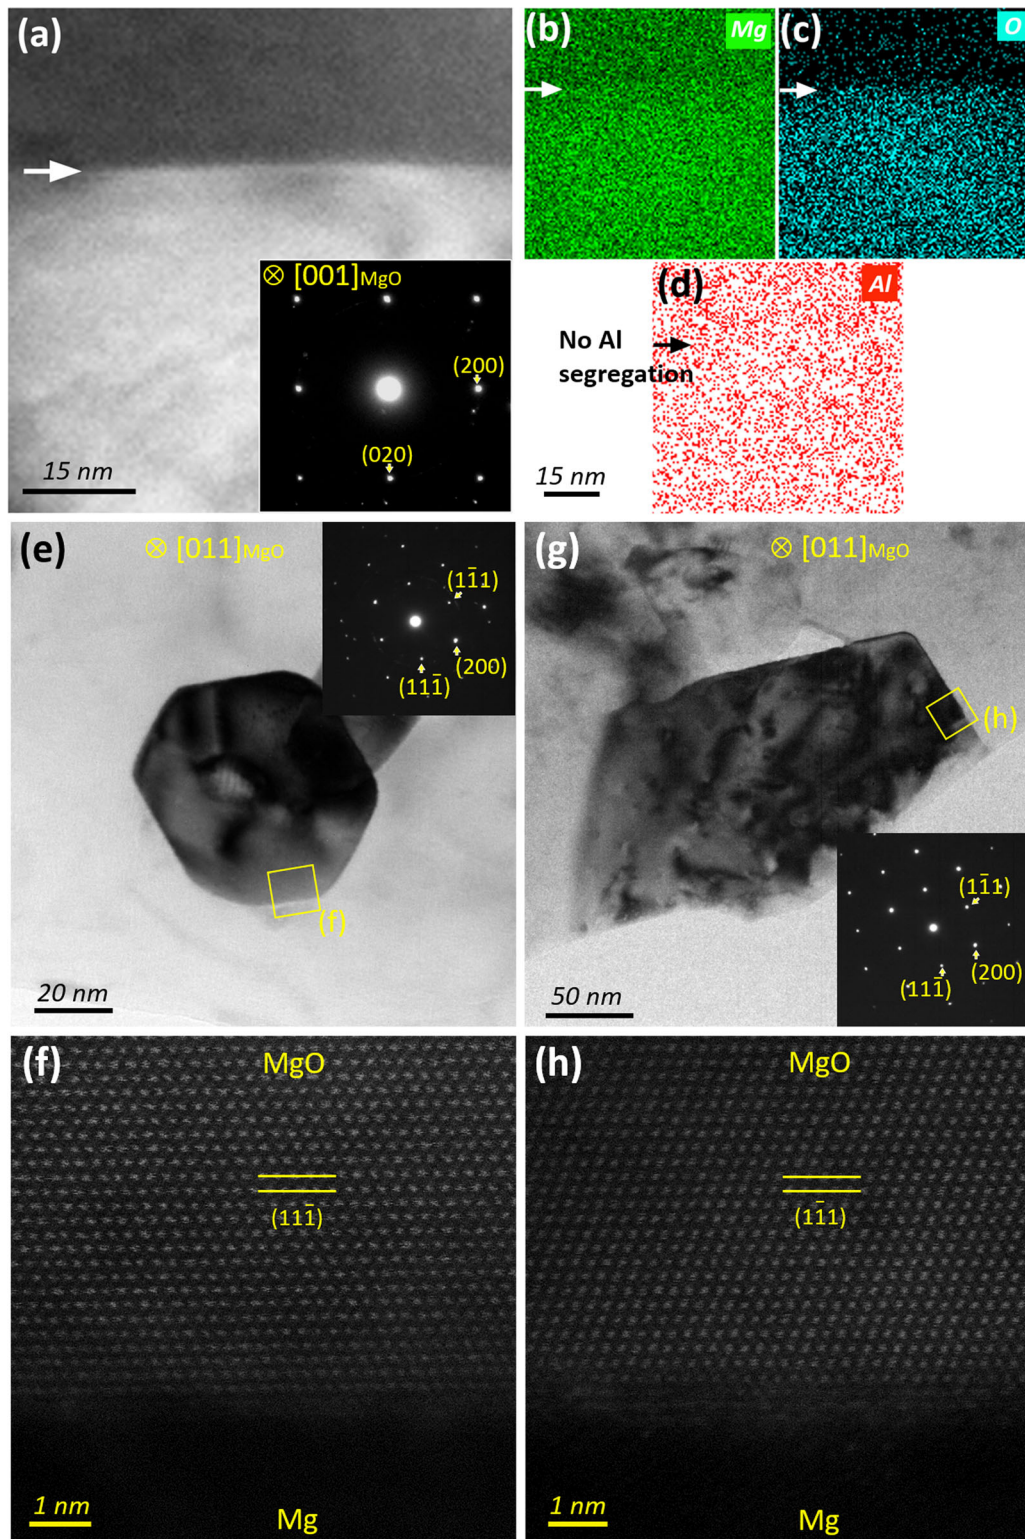 (a)
⊗ [001]MgO
(200)
(020)
15 nm
(b)
Mg
(c)
O
(d)
Al
No Al
segregation
15 nm
(e)
⊗ [011]MgO
(11̄1)
(200)
(111̄)
(f)
20 nm
(g)
⊗ [011]MgO
(h)
(11̄1)
(200)
(111̄)
50 nm
(f)
MgO
(111̄)
1 nm
Mg
(h)
MgO
(11̄1)
1 nm
Mg